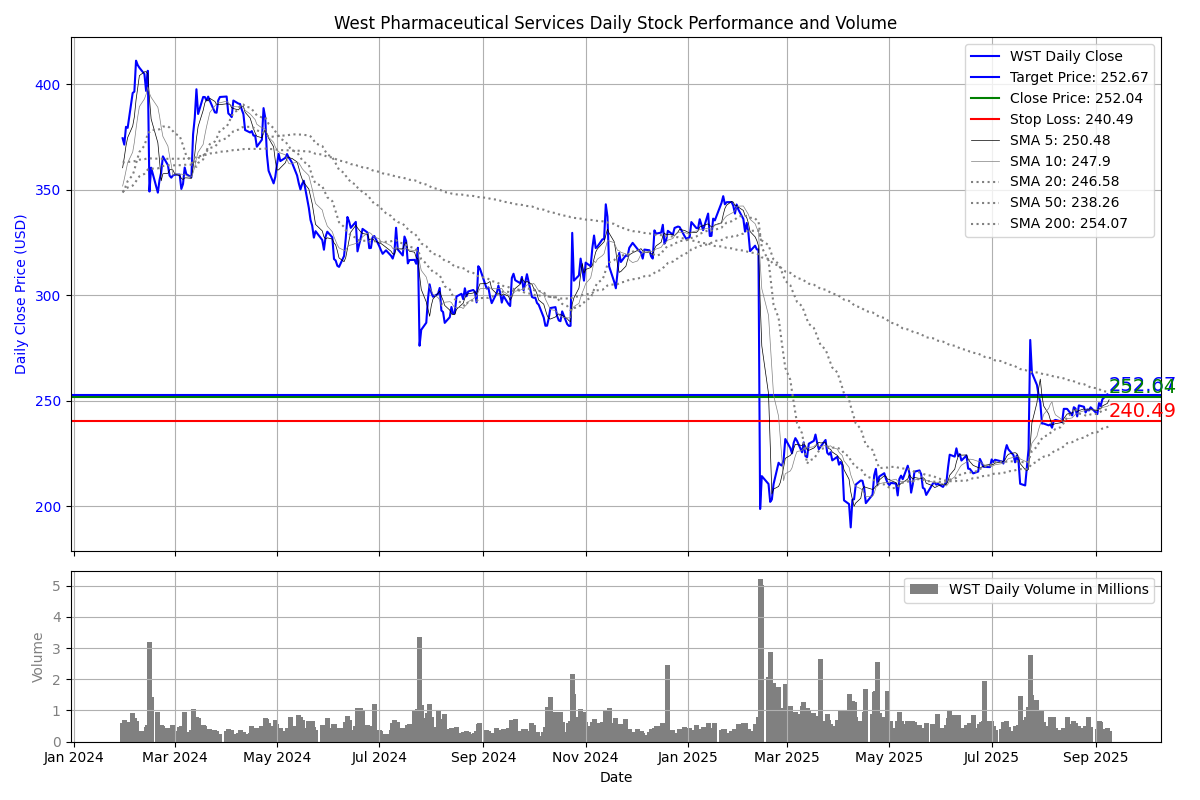 West Pharmaceutical Services Daily Stock Performance and Volume
Daily Close Price (USD)
400
350
300
250
200
WST Daily Close
Target Price: 252.67
Close Price: 252.04
Stop Loss: 240.49
SMA 5: 250.48
SMA 10: 247.9
SMA 20: 246.58
SMA 50: 238.26
SMA 200: 254.07
252.67
252.04
240.49
Volume
5
4
3
2
1
0
WST Daily Volume in Millions
Jan 2024
Mar 2024
May 2024
Jul 2024
Sep 2024
Nov 2024
Jan 2025
Mar 2025
May 2025
Jul 2025
Sep 2025
Date